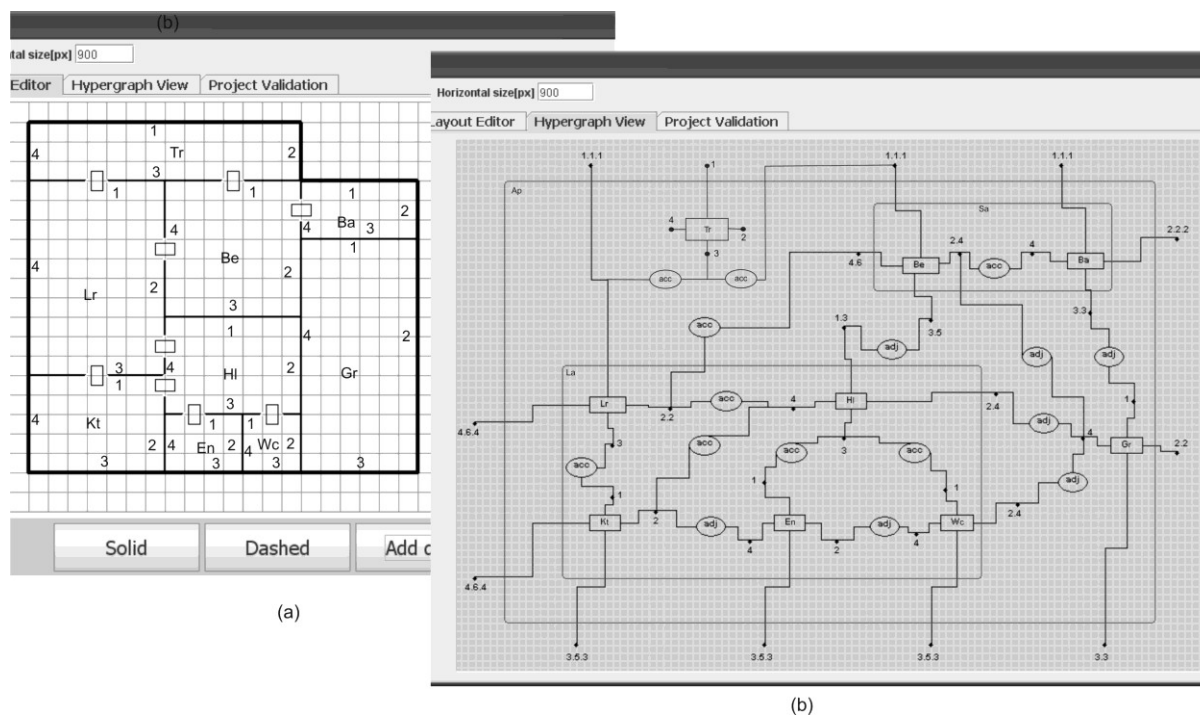 (b)
tal size[px] 900
Editor Hypergraph View Project Validation
1
4 Tr 2
3
1 1 1
Ba 2
4 3
4 1
Be
4 2
Lr 2 3 4 2
1
3 4 Hl 2 Gr
1 3
Kt 1 1
4 2 4 En 2 4 Wc 2
3 3 3 3
Solid Dashed Add
(a)
Horizontal size[px] 900
Layout Editor Hypergraph View Project Validation
1.1.1 1 1.1.1 1.1.1
Ap
Sa
4 Tr 2
3
2.2.2
4.6 Be 2.4 acc 4 Ba
acc acc
3.3
1.3 3.5
acc adj adj adj
La
1
Lr acc 4 Hl 2.4
2.2 adj 4 Gr
4.6.4 2.2
3 acc 3
acc acc acc adj
1 1 1
2.4
Kt 2 adj En adj Wc
4 2 4
4.6.4
3.5.3 3.5.3 3.5.3 3.3
(b)